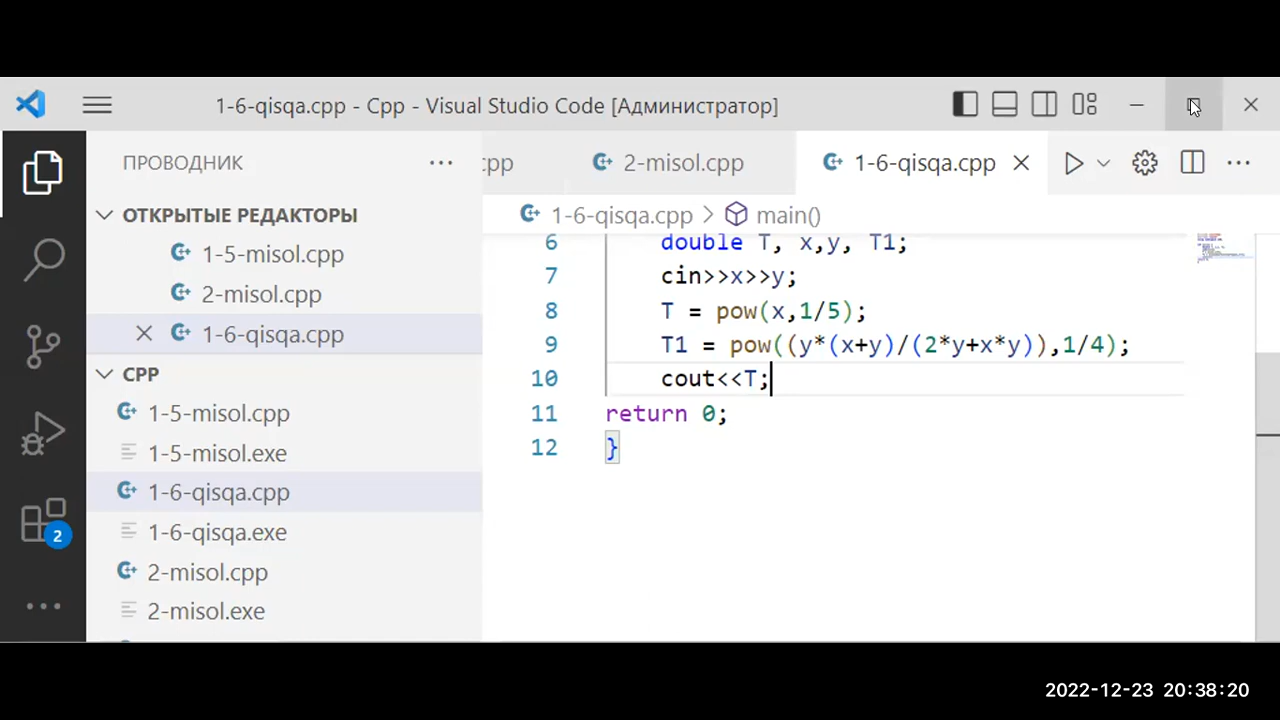 1-6-qisqa.cpp - Cpp - Visual Studio Code [Администратор]
ПРОВОДНИК
ОТКРЫТЫЕ РЕДАКТОРЫ
1-5-misol.cpp
2-misol.cpp
1-6-qisqa.cpp
CPP
1-5-misol.cpp
1-5-misol.exe
1-6-qisqa.cpp
1-6-qisqa.exe
2-misol.cpp
2-misol.exe
2
cpp
2-misol.cpp
1-6-qisqa.cpp
1-6-qisqa.cpp > main()
6 double T, x,y, T1;
7 cin>>x>>y;
8 T = pow(x,1/5);
9 T1 = pow((y*(x+y)/(2*y+x*y)),1/4);
10 cout<<T;
11 return 0;
12 }
2022-12-23 20:38:20